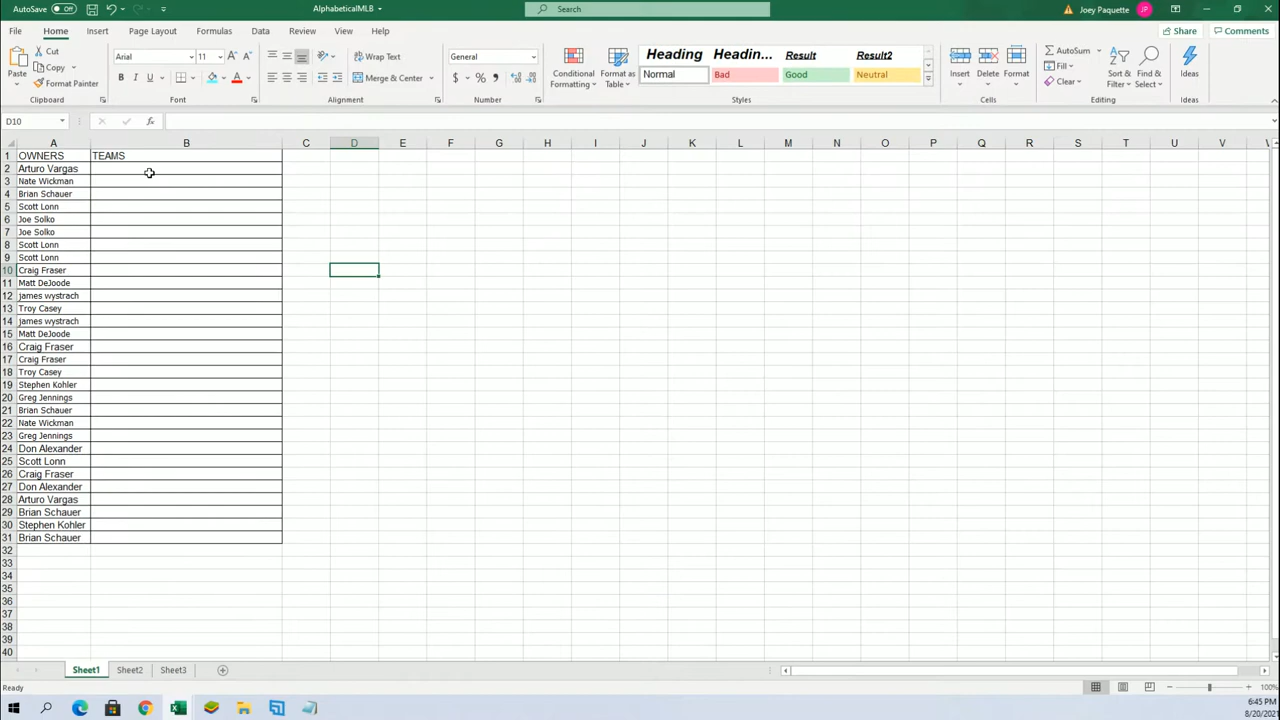 AutoSave Off AlphabeticalMLB Search Joey Paquette JP
File Home Insert Page Layout Formulas Data Review View Help Share Comments
Paste Cut Copy Format Painter Clipboard
Arial 11 A A B I U A Font
ab Wrap Text Merge & Center Alignment
General $ % Number
Conditional Formatting Format as Table Heading Headin... Result Result2 Normal Bad Good Neutral Styles
Insert Delete Format Cells
AutoSum Fill Clear Sort & Filter Find & Select Editing
Ideas Ideas
D10 fx
A B C D E F G H I J K L M N O P Q R S T U V
1 OWNERS TEAMS
2 Arturo Vargas
3 Nate Wickman
4 Brian Schauer
5 Scott Lonn
6 Joe Solko
7 Joe Solko
8 Scott Lonn
9 Scott Lonn
10 Craig Fraser
11 Matt DeJoode
12 james wystrach
13 Troy Casey
14 james wystrach
15 Matt DeJoode
16 Craig Fraser
17 Craig Fraser
18 Troy Casey
19 Stephen Kohler
20 Greg Jennings
21 Brian Schauer
22 Nate Wickman
23 Greg Jennings
24 Don Alexander
25 Scott Lonn
26 Craig Fraser
27 Don Alexander
28 Arturo Vargas
29 Brian Schauer
30 Stephen Kohler
31 Brian Schauer
32
33
34
35
36
37
38
39
40
Sheet1 Sheet2 Sheet3
Ready 100%
6:45 PM